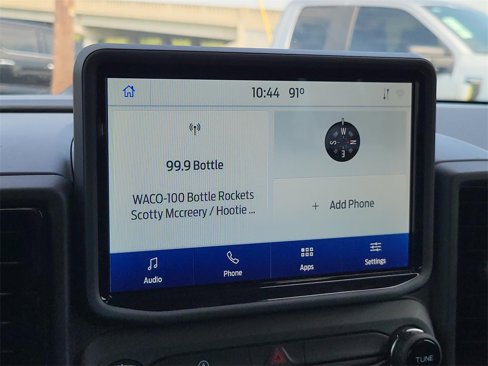 10:44 91°
99.9 Bottle
WACO-100 Bottle Rockets
Scotty Mccreery / Hootie ...
W
S N
E
+ Add Phone
Audio Phone Apps Settings
TUNE